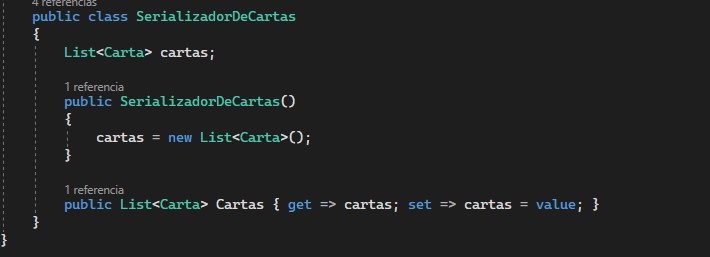 4 referencias
public class SerializadorDeCartas
{
List<Carta> cartas;
1 referencia
public SerializadorDeCartas()
{
cartas = new List<Carta>();
}
1 referencia
public List<Carta> Cartas { get => cartas; set => cartas = value; }
}
}